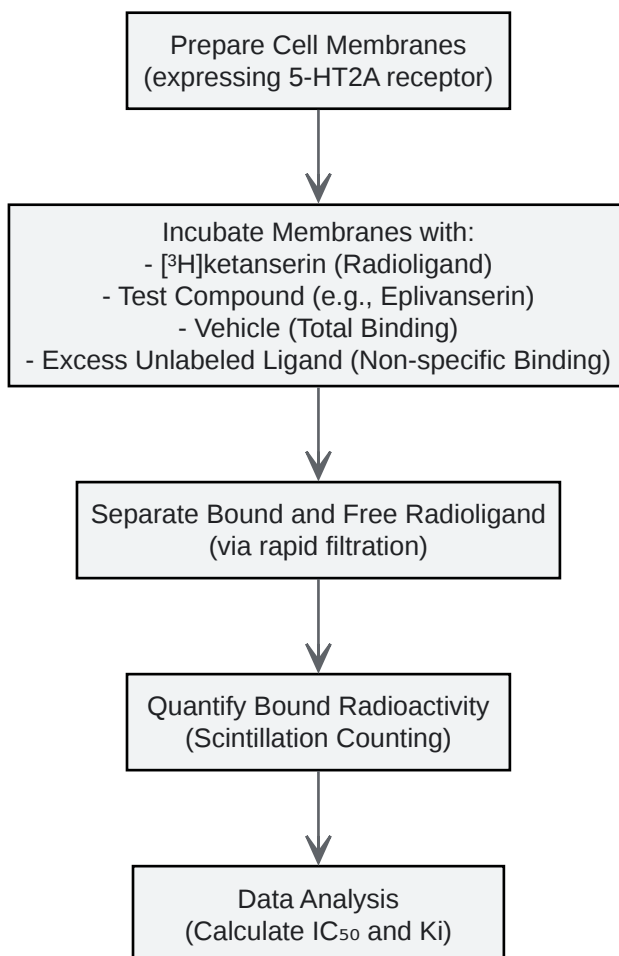 Prepare Cell Membranes
(expressing 5-HT2A receptor)
Incubate Membranes with:
- [³H]ketanserin (Radioligand)
- Test Compound (e.g., Eplivanserin)
- Vehicle (Total Binding)
- Excess Unlabeled Ligand (Non-specific Binding)
Separate Bound and Free Radioligand
(via rapid filtration)
Quantify Bound Radioactivity
(Scintillation Counting)
Data Analysis
(Calculate IC₅₀ and Ki)